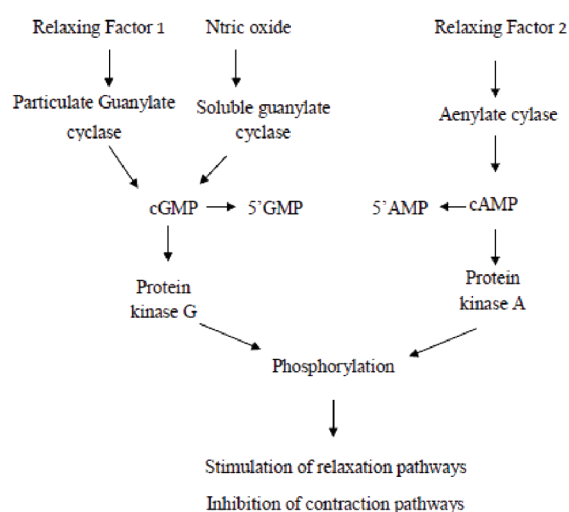 Relaxing Factor 1
Ntric oxide
Relaxing Factor 2
Particulate Guanylate
cyclase
Soluble guanylate
cyclase
Aenylate cylase
cGMP
5'GMP
5'AMP
cAMP
Protein
kinase G
Protein
kinase A
Phosphorylation
Stimulation of relaxation pathways
Inhibition of contraction pathways